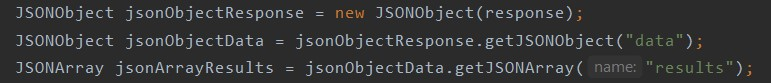 JSONObject jsonObjectResponse = new JSONObject(response);
JSONObject jsonObjectData = jsonObjectResponse.getJSONObject("data");
JSONArray jsonArrayResults = jsonObjectData.getJSONArray( name: "results");